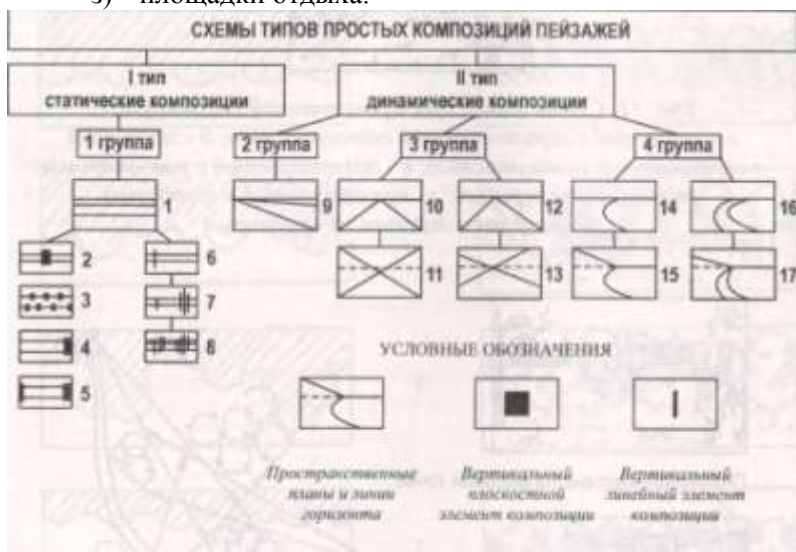 з) площадки отдыха.
СХЕМЫ ТИПОВ ПРОСТЫХ КОМПОЗИЦИЙ ПЕЙЗАЖЕЙ
I тип
статические композиции
II тип
динамические композиции
1 группа
2 группа
3 группа
4 группа
1
9
10
12
14
16
2
6
11
13
15
17
3
7
4
8
5
УСЛОВНЫЕ ОБОЗНАЧЕНИЯ
Пространственные
планы и линии
горизонта
Вертикальный
плоскостной
элемент композиции
Вертикальный
линейный элемент
композиции